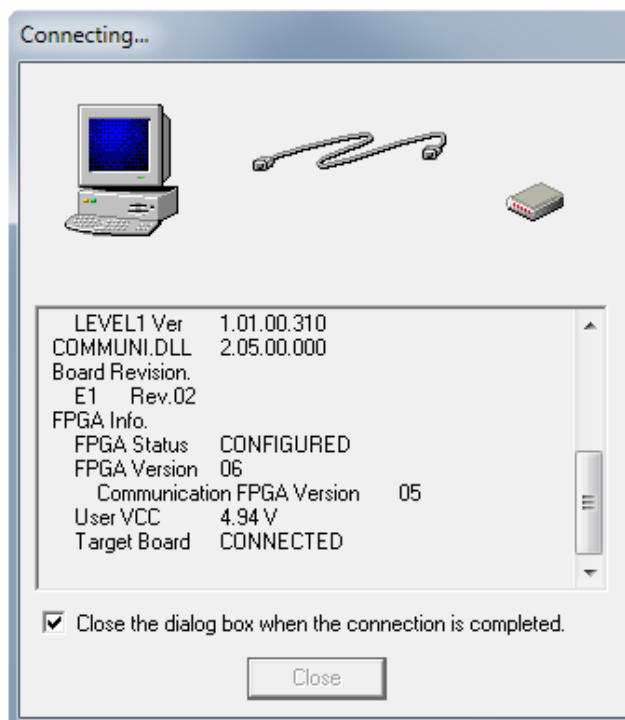 Connecting...
LEVEL1 Ver 1.01.00.310
COMMUNI.DLL 2.05.00.000
Board Revision.
E1 Rev.02
FPGA Info.
FPGA Status CONFIGURED
FPGA Version 06
Communication FPGA Version 05
User VCC 4.94 V
Target Board CONNECTED
Close the dialog box when the connection is completed.
Close